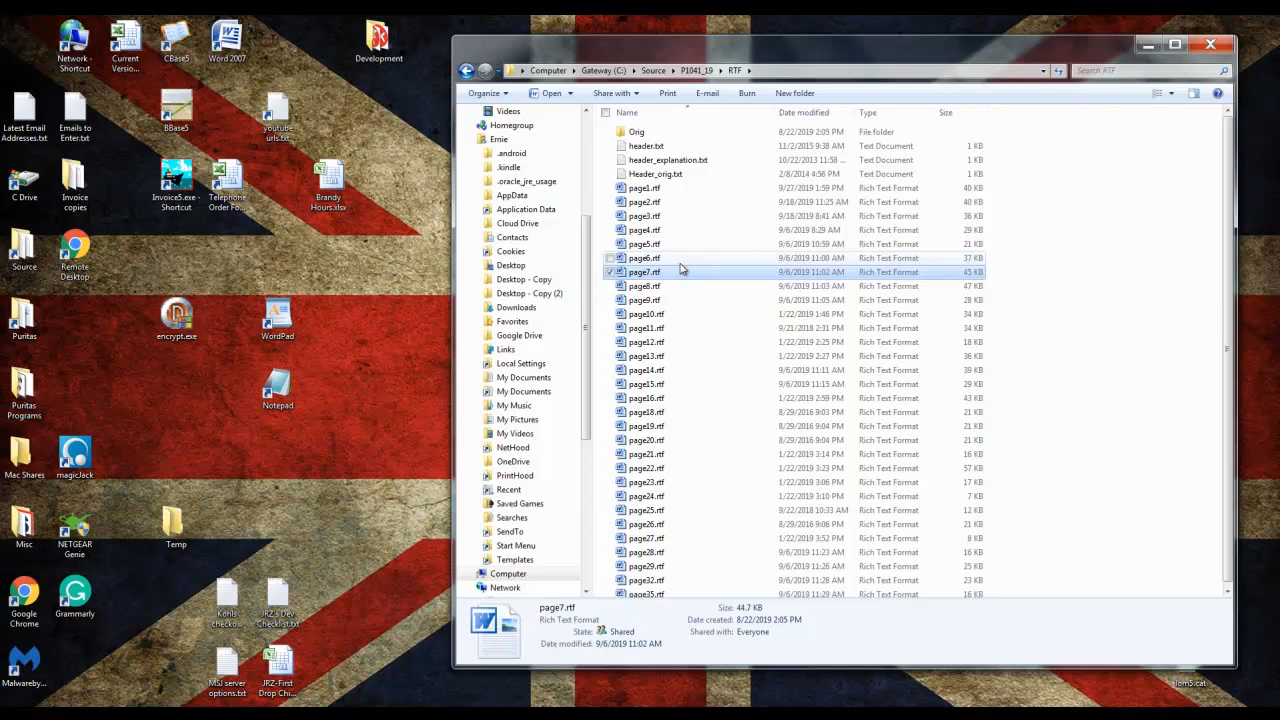 Network - Shortcut
Current Versio...
CBase5
Word 2007
Development
Latest Email Addresses.txt
Emails to Enter.txt
BBase5
youtube urls.txt
C Drive
Invoice copies
Invoice5.exe - Shortcut
Telephone Order Fo...
Brandy Hours.xlsx
Source
Remote Desktop
Puritas
encrypt.exe
WordPad
Puritas Programs
Notepad
Mac Shares
magicJack
Misc
NETGEAR Genie
Temp
Google Chrome
Grammarly
Kohls checko...
JRZ's Dev Checklist.txt
Malwareby...
MSJ server options.txt
JRZ-First Drop Chi...
Computer
Gateway (C:)
Source
P1041_19
RTF
Search RTF
Organize
Open
Share with
Print
E-mail
Burn
New folder
Videos
Homegroup
Ernie
.android
.kindle
.oracle_jre_usage
AppData
Application Data
Cloud Drive
Contacts
Cookies
Desktop
Desktop - Copy
Desktop - Copy (2)
Downloads
Favorites
Google Drive
Links
Local Settings
My Documents
My Documents
My Music
My Pictures
My Videos
NetHood
OneDrive
PrintHood
Recent
Saved Games
Searches
SendTo
Start Menu
Templates
Computer
Network
Name Date modified Type Size
Orig 8/22/2019 2:05 PM File folder
header.txt 11/2/2015 9:38 AM Text Document 1 KB
header_explanation.txt 10/22/2013 11:58 ... Text Document 1 KB
Header_orig.txt 2/8/2014 4:56 PM Text Document 1 KB
page1.rtf 9/27/2019 1:59 PM Rich Text Format 40 KB
page2.rtf 9/18/2019 11:25 AM Rich Text Format 40 KB
page3.rtf 9/18/2019 8:41 AM Rich Text Format 36 KB
page4.rtf 9/6/2019 8:29 AM Rich Text Format 29 KB
page5.rtf 9/6/2019 10:59 AM Rich Text Format 21 KB
page6.rtf 9/6/2019 11:00 AM Rich Text Format 37 KB
page7.rtf 9/6/2019 11:02 AM Rich Text Format 45 KB
page8.rtf 9/6/2019 11:03 AM Rich Text Format 47 KB
page9.rtf 9/6/2019 11:05 AM Rich Text Format 28 KB
page10.rtf 1/22/2019 1:46 PM Rich Text Format 34 KB
page11.rtf 9/21/2018 2:31 PM Rich Text Format 34 KB
page12.rtf 1/22/2019 2:25 PM Rich Text Format 18 KB
page13.rtf 1/22/2019 2:27 PM Rich Text Format 36 KB
page14.rtf 9/6/2019 11:11 AM Rich Text Format 39 KB
page15.rtf 9/6/2019 11:15 AM Rich Text Format 29 KB
page16.rtf 1/22/2019 2:59 PM Rich Text Format 43 KB
page18.rtf 8/29/2016 9:03 PM Rich Text Format 21 KB
page19.rtf 8/29/2016 9:04 PM Rich Text Format 21 KB
page20.rtf 8/29/2016 9:04 PM Rich Text Format 21 KB
page21.rtf 1/22/2019 3:14 PM Rich Text Format 16 KB
page22.rtf 1/22/2019 3:23 PM Rich Text Format 57 KB
page23.rtf 1/22/2019 3:06 PM Rich Text Format 17 KB
page24.rtf 1/22/2019 3:10 PM Rich Text Format 7 KB
page25.rtf 9/22/2018 10:33 AM Rich Text Format 12 KB
page26.rtf 8/29/2016 9:06 PM Rich Text Format 21 KB
page27.rtf 1/22/2019 3:52 PM Rich Text Format 8 KB
page28.rtf 9/6/2019 11:23 AM Rich Text Format 16 KB
page29.rtf 9/6/2019 11:26 AM Rich Text Format 25 KB
page32.rtf 9/6/2019 11:28 AM Rich Text Format 23 KB
page35.rtf 9/6/2019 11:29 AM Rich Text Format 16 KB
page7.rtf
Rich Text Format
State: Shared
Date modified: 9/6/2019 11:02 AM
Size: 44.7 KB
Date created: 8/22/2019 2:05 PM
Shared with: Everyone